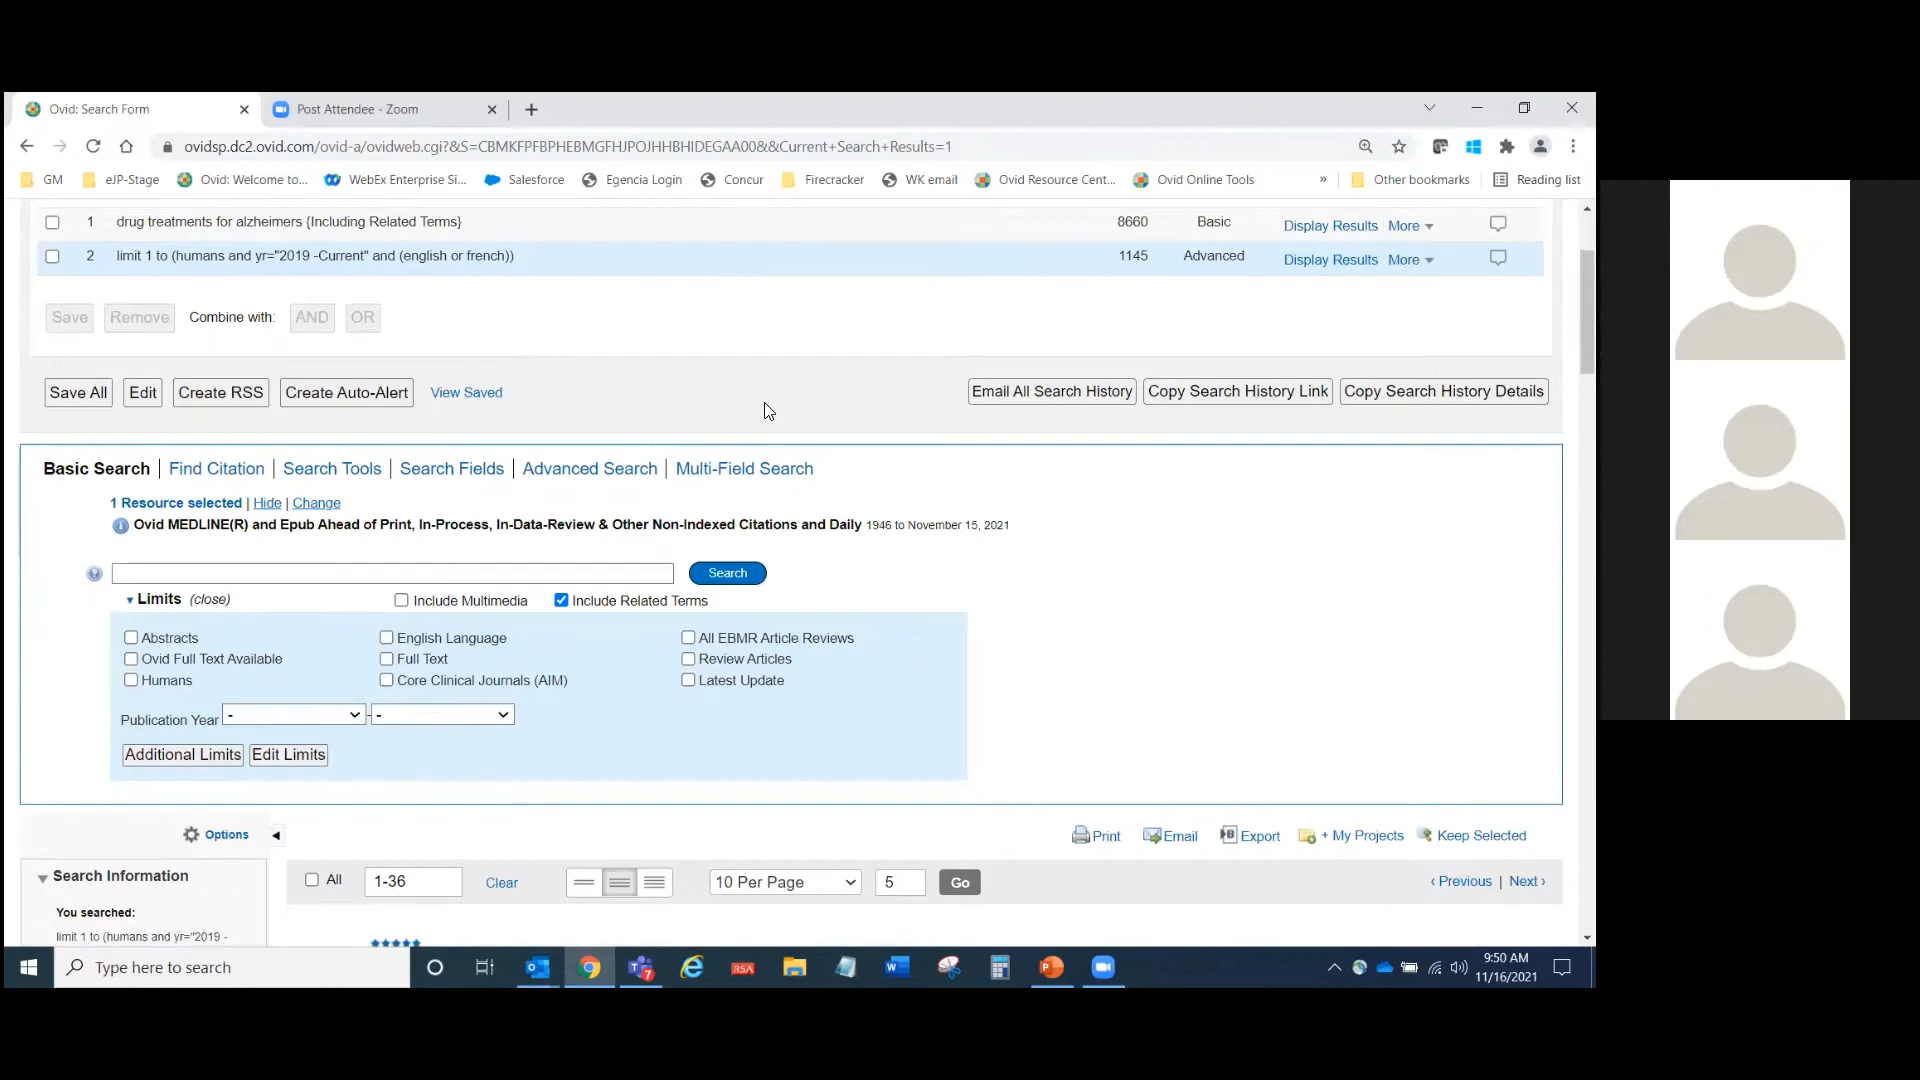 Ovid: Search Form
Post Attendee - Zoom
ovidsp.dc2.ovid.com/ovid-a/ovidweb.cgi?&S=CBMKFPFBPHEBMGFHJPOJHHBHIDEGAA00&&Current+Search+Results=1
GM eJP-Stage Ovid: Welcome to... WebEx Enterprise Si... Salesforce Egencia Login Concur Firecracker WK email Ovid Resource Cent... Ovid Online Tools » Other bookmarks Reading list
1 drug treatments for alzheimers {Including Related Terms} 8660 Basic Display Results More
2 limit 1 to (humans and yr="2019 -Current" and (english or french)) 1145 Advanced Display Results More
Save Remove Combine with: AND OR
Save All Edit Create RSS Create Auto-Alert View Saved Email All Search History Copy Search History Link Copy Search History Details
Basic Search | Find Citation | Search Tools | Search Fields | Advanced Search | Multi-Field Search
1 Resource selected | Hide | Change
Ovid MEDLINE(R) and Epub Ahead of Print, In-Process, In-Data-Review & Other Non-Indexed Citations and Daily 1946 to November 15, 2021
Search
Limits (close) Include Multimedia Include Related Terms
Abstracts English Language All EBMR Article Reviews
Ovid Full Text Available Full Text Review Articles
Humans Core Clinical Journals (AIM) Latest Update
Publication Year - - -
Additional Limits Edit Limits
Options Print Email Export + My Projects Keep Selected
Search Information All 1-36 Clear 10 Per Page 5 Go ‹ Previous | Next ›
You searched:
limit 1 to (humans and yr="2019 -
Type here to search
7
RSA
9:50 AM
11/16/2021